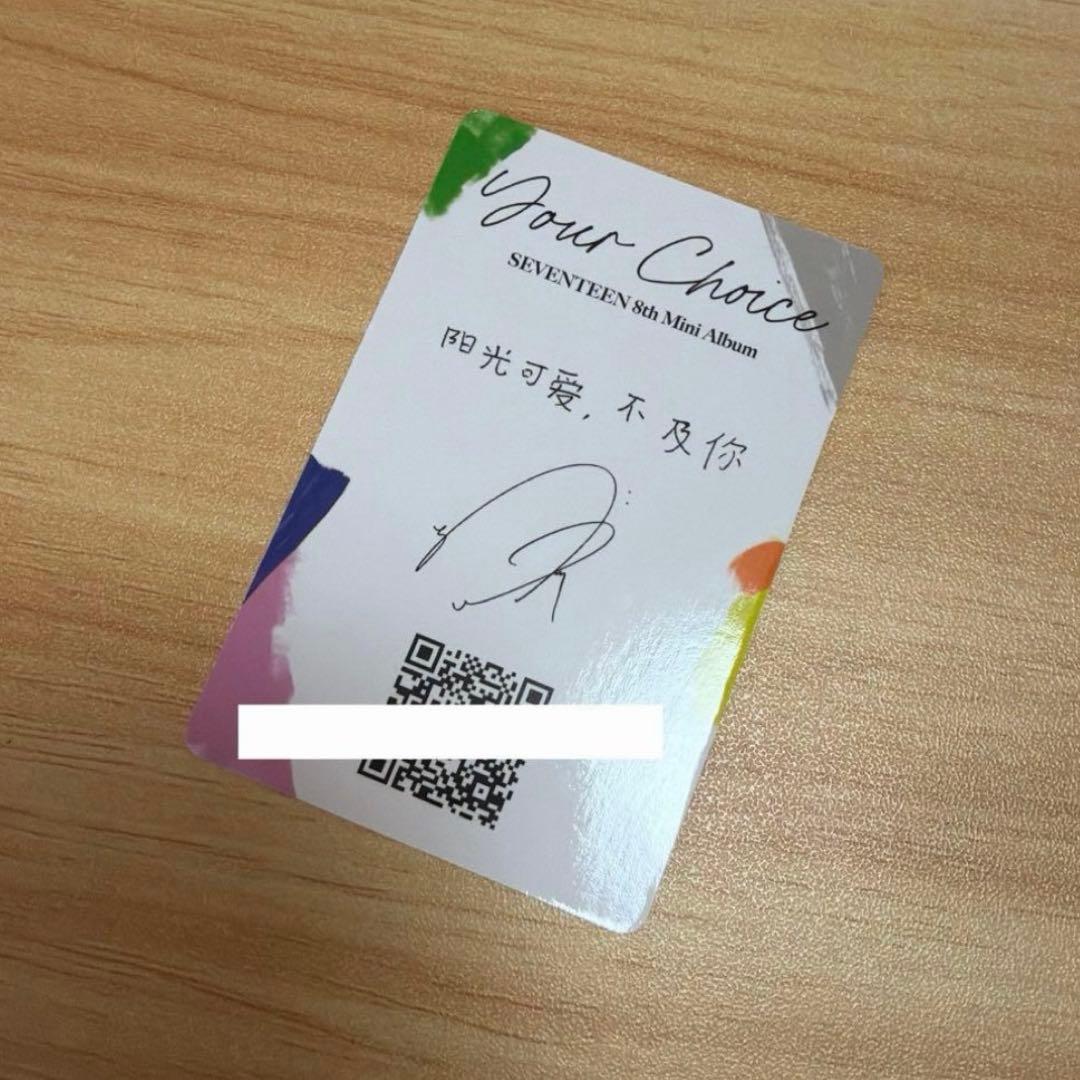 Your Choice
SEVENTEEN 8th Mini Album
阳光可爱，不及你